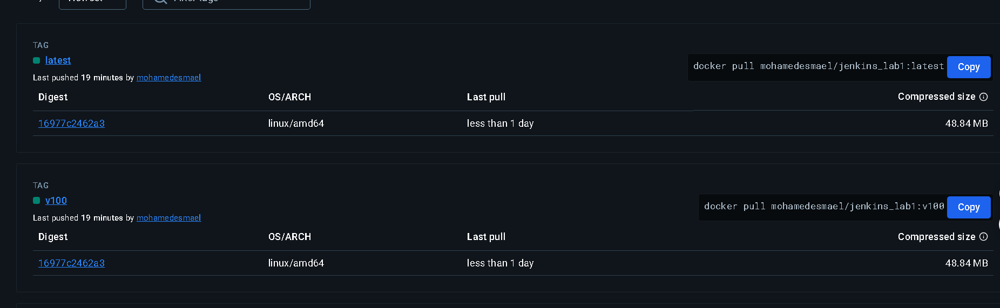 TAG
latest
docker pull mohamedesmael/jenkins_lab1:latest Copy
Last pushed 19 minutes by mohamedesmael
Digest OS/ARCH Last pull Compressed size
16977c2462a3 linux/amd64 less than 1 day 48.84 MB
TAG
v100
docker pull mohamedesmael/jenkins_lab1:v100 Copy
Last pushed 19 minutes by mohamedesmael
Digest OS/ARCH Last pull Compressed size
16977c2462a3 linux/amd64 less than 1 day 48.84 MB